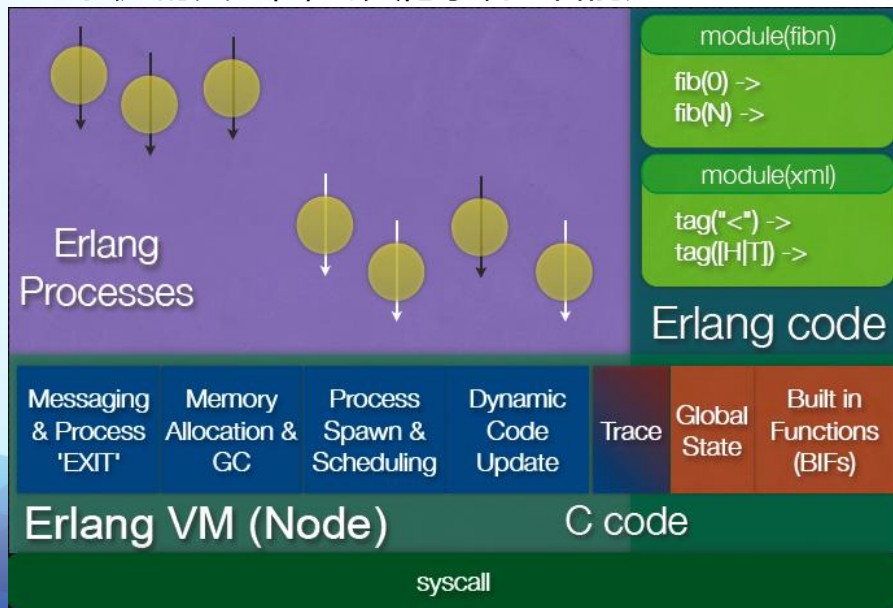 module(fibn)
fib(0) ->
fib(N) ->
module(xml)
tag("<") ->
tag([H|T]) ->
Erlang
Processes
Erlang code
Messaging
& Process
'EXIT'
Memory
Allocation &
GC
Process
Spawn &
Scheduling
Dynamic
Code
Update
Trace
Global
State
Built in
Functions
(BIFs)
Erlang VM (Node)
C code
syscall